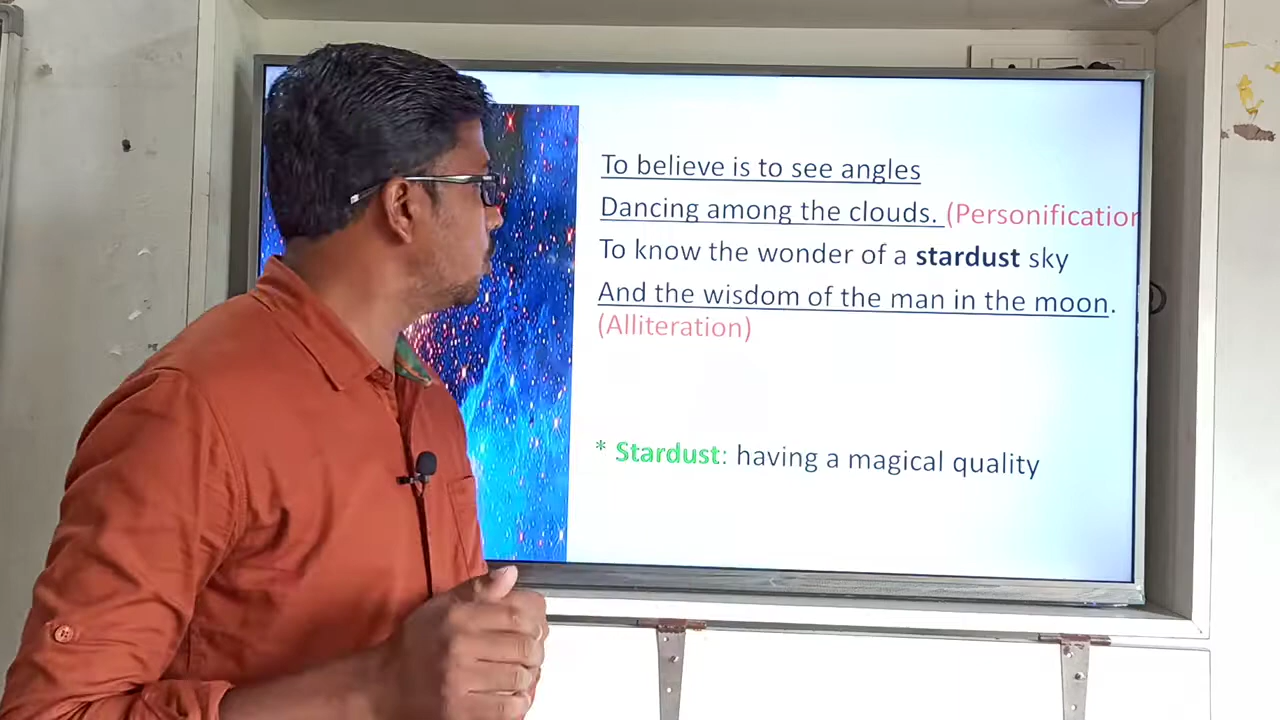 To believe is to see angles
Dancing among the clouds. (Personification
To know the wonder of a stardust sky
And the wisdom of the man in the moon.
(Alliteration)
* Stardust: having a magical quality